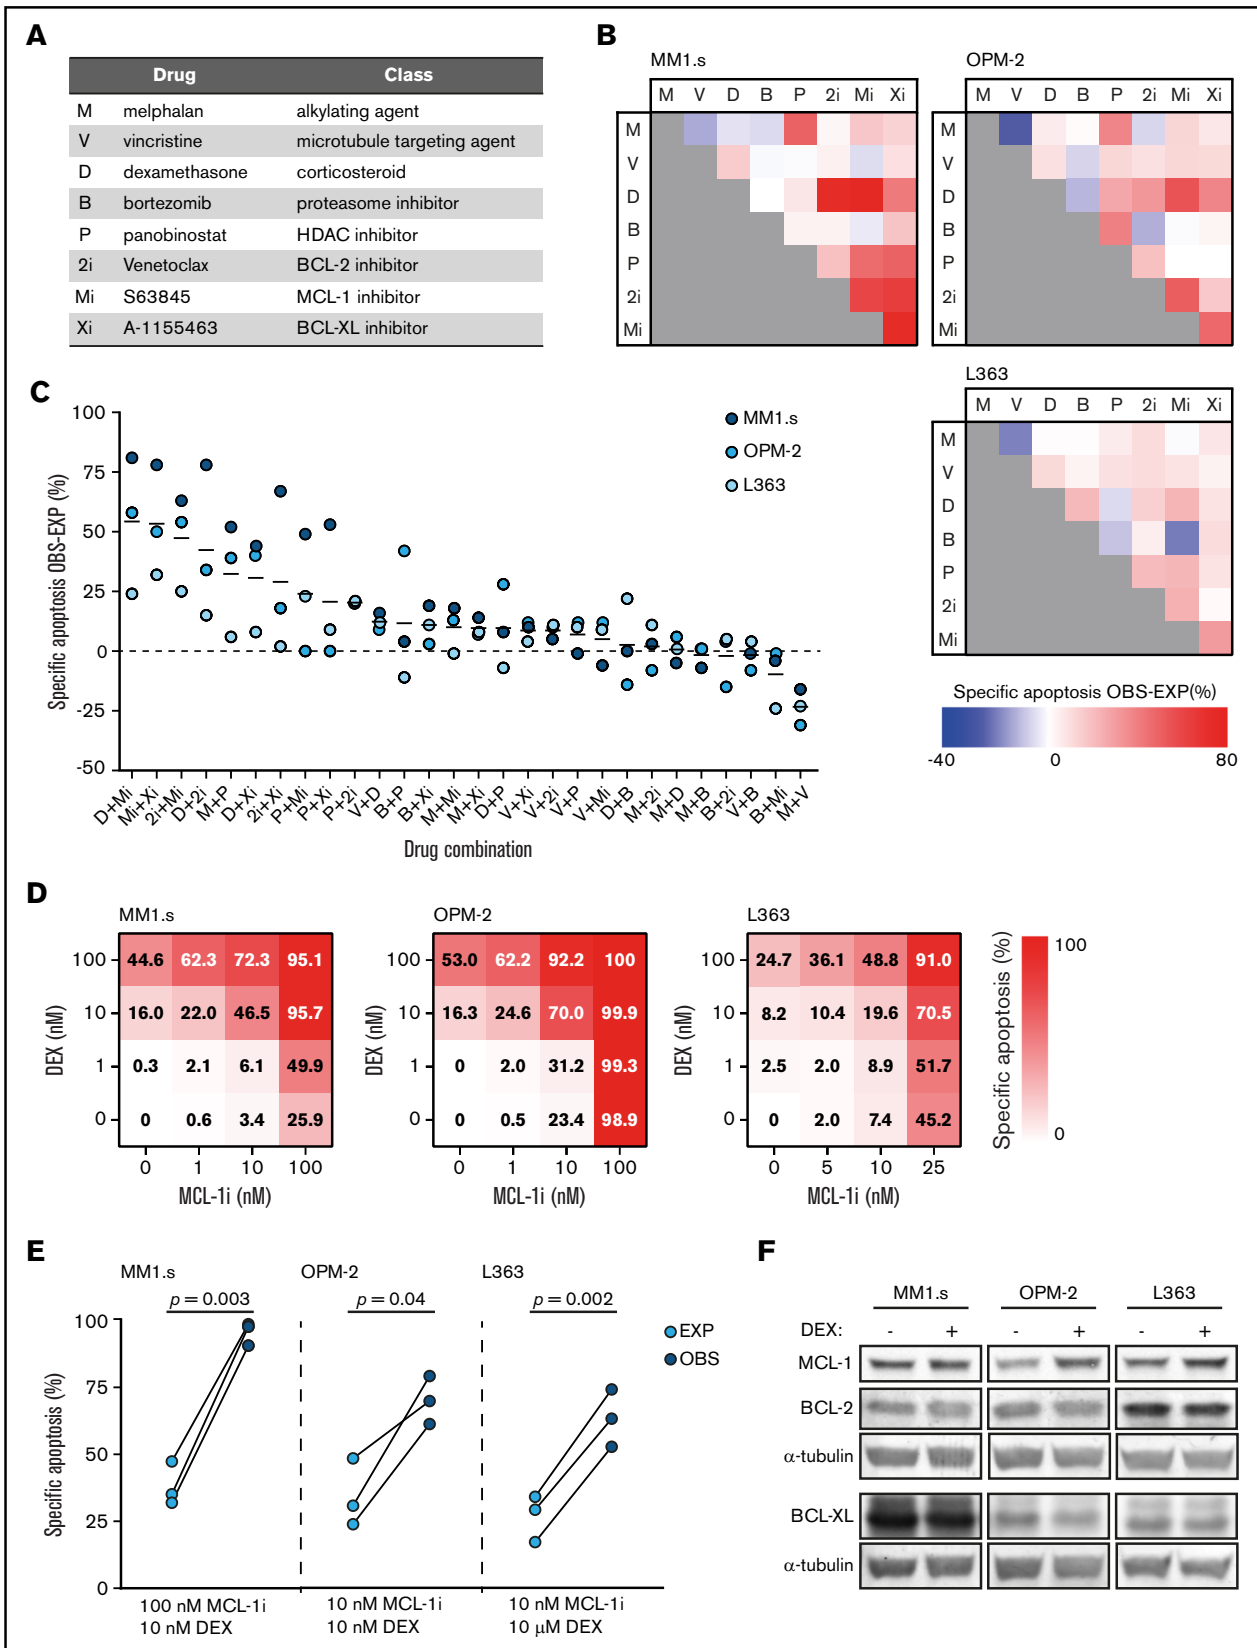 A
Drug Class
M melphalan alkylating agent
V vincristine microtubule targeting agent
D dexamethasone corticosteroid
B bortezomib proteasome inhibitor
P panobinostat HDAC inhibitor
2i Venetoclax BCL-2 inhibitor
Mi S63845 MCL-1 inhibitor
Xi A-1155463 BCL-XL inhibitor
B
MM1.s
M V D B P 2i Mi Xi
M
V
D
B
P
2i
Mi
OPM-2
M V D B P 2i Mi Xi
M
V
D
B
P
2i
Mi
L363
M V D B P 2i Mi Xi
M
V
D
B
P
2i
Mi
Specific apoptosis OBS-EXP(%)
-40 0 80
C
Specific apoptosis OBS-EXP (%)
100
75
50
25
0
-25
-50
MM1.s
OPM-2
L363
D+Mi Mi+Xi 2i+Mi D+2i M+P D+Xi 2i+Xi P+Mi P+Xi P+2i V+D B+P B+Xi M+Mi M+Xi D+P V+Xi V+2i V+P V+Mi D+B M+2i M+D M+B B+2i V+B B+Mi M+V
Drug combination
D
MM1.s
DEX (nM)
100 44.6 62.3 72.3 95.1
10 16.0 22.0 46.5 95.7
1 0.3 2.1 6.1 49.9
0 0 0.6 3.4 25.9
0 1 10 100
MCL-1i (nM)
OPM-2
DEX (nM)
100 53.0 62.2 92.2 100
10 16.3 24.6 70.0 99.9
1 0 2.0 31.2 99.3
0 0 0.5 23.4 98.9
0 1 10 100
MCL-1i (nM)
L363
DEX (nM)
100 24.7 36.1 48.8 91.0
10 8.2 10.4 19.6 70.5
1 2.5 2.0 8.9 51.7
0 0 2.0 7.4 45.2
0 5 10 25
MCL-1i (nM)
Specific apoptosis (%)
100
0
E
MM1.s OPM-2 L363
p = 0.003 p = 0.04 p = 0.002
Specific apoptosis (%)
100
75
50
25
0
EXP
OBS
100 nM MCL-1i 10 nM MCL-1i 10 nM MCL-1i
10 nM DEX 10 nM DEX 10 µM DEX
F
MM1.s OPM-2 L363
DEX: - + - + - +
MCL-1
BCL-2
α-tubulin
BCL-XL
α-tubulin